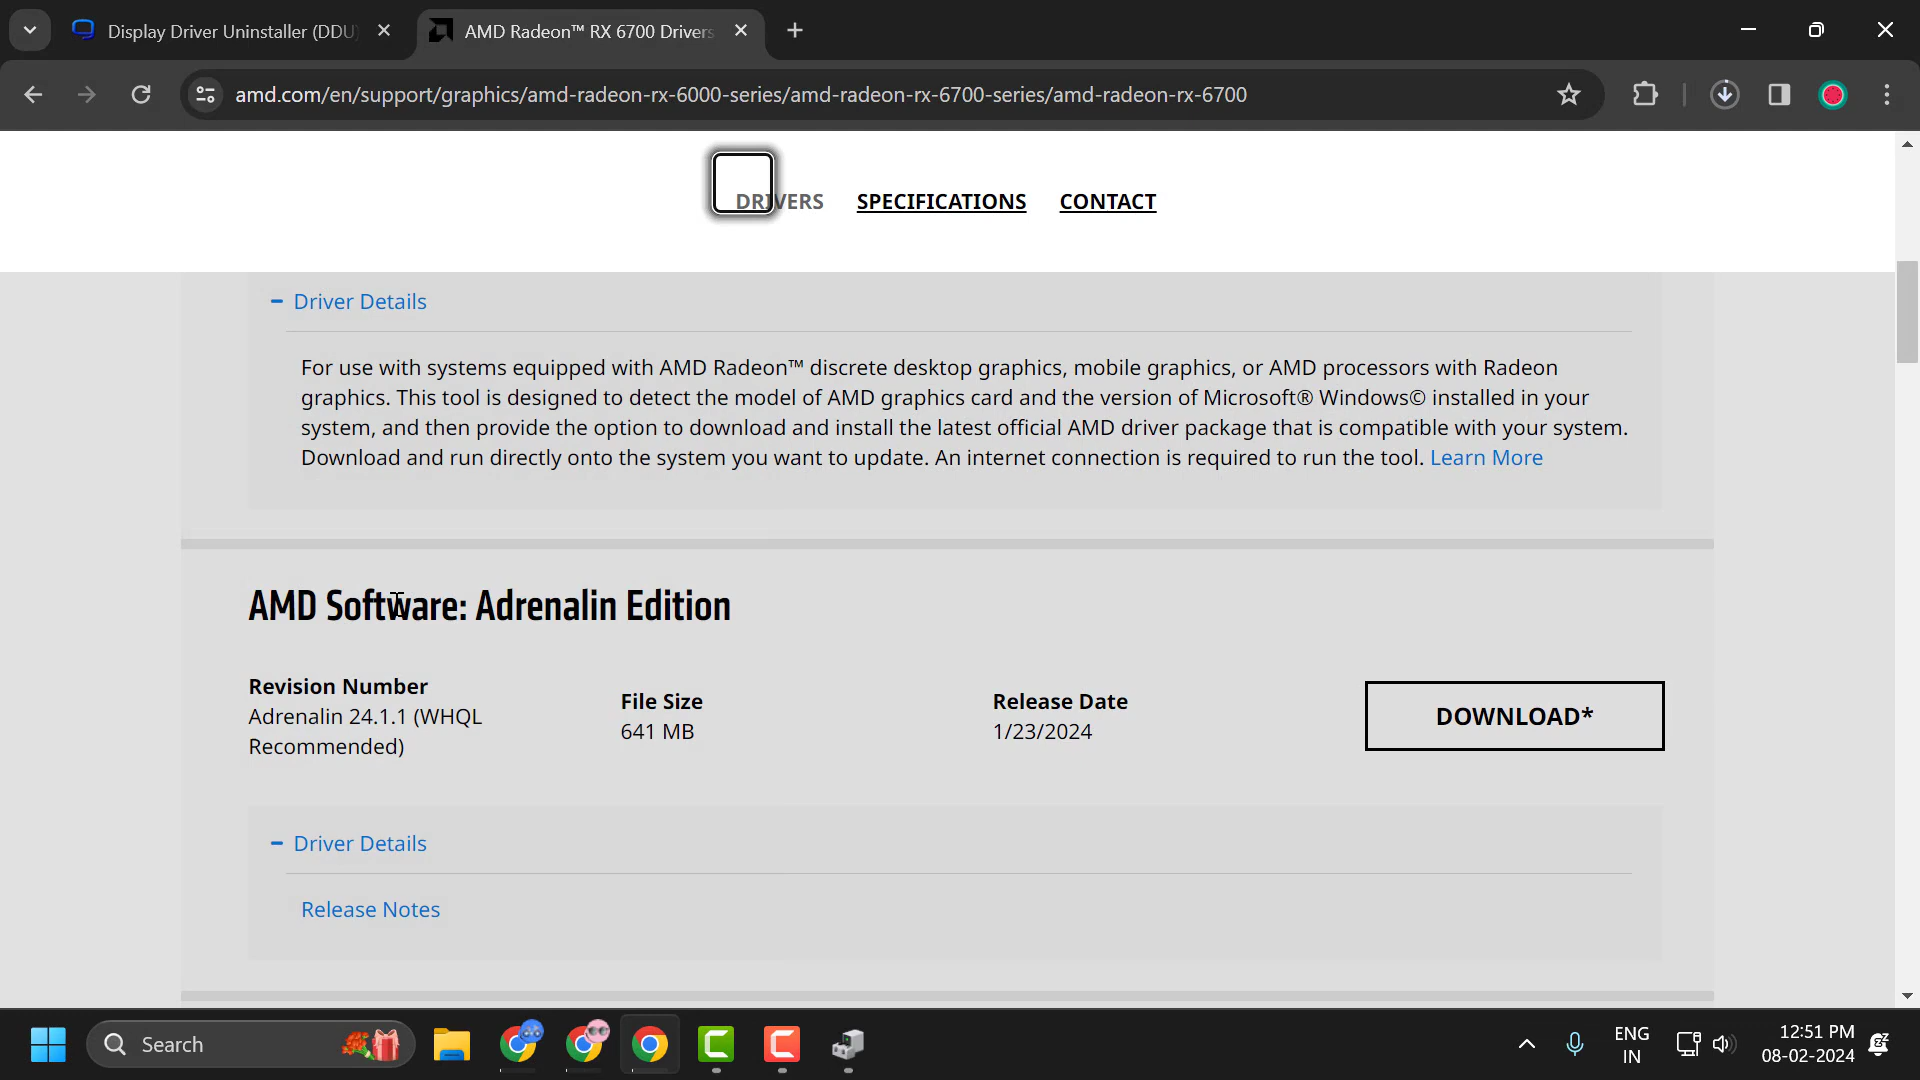 Display Driver Uninstaller (DDU)
AMD Radeon™ RX 6700 Drivers
amd.com/en/support/graphics/amd-radeon-rx-6000-series/amd-radeon-rx-6700-series/amd-radeon-rx-6700
DRIVERS SPECIFICATIONS CONTACT
− Driver Details
For use with systems equipped with AMD Radeon™ discrete desktop graphics, mobile graphics, or AMD processors with Radeon
graphics. This tool is designed to detect the model of AMD graphics card and the version of Microsoft® Windows© installed in your
system, and then provide the option to download and install the latest official AMD driver package that is compatible with your system.
Download and run directly onto the system you want to update. An internet connection is required to run the tool. Learn More
AMD Software: Adrenalin Edition
Revision Number
Adrenalin 24.1.1 (WHQL
Recommended)
File Size
641 MB
Release Date
1/23/2024
DOWNLOAD*
− Driver Details
Release Notes
Search
ENG
IN
12:51 PM
08-02-2024